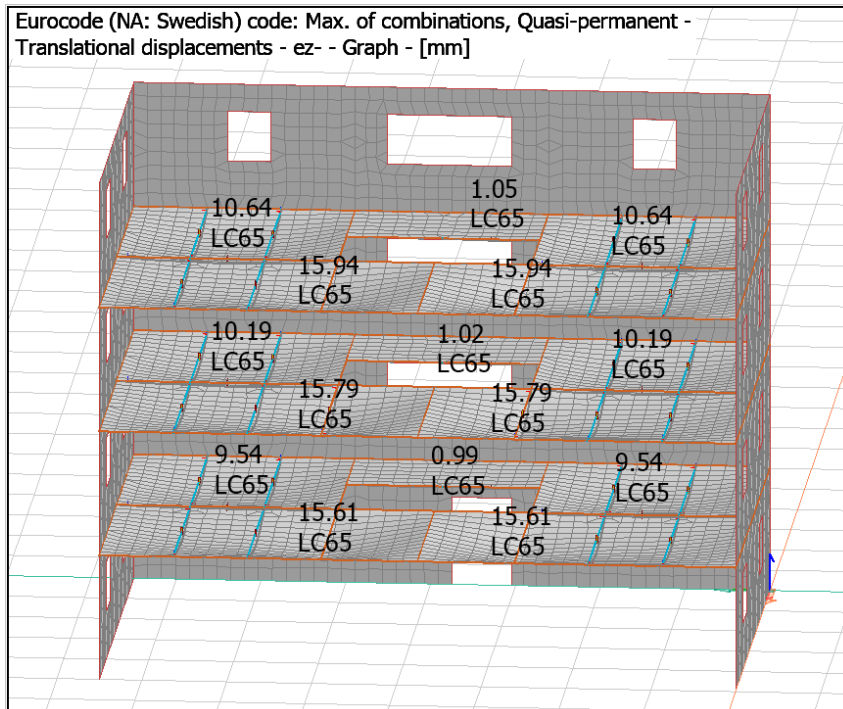 Eurocode (NA: Swedish) code: Max. of combinations, Quasi-permanent -
Translational displacements - ez- - Graph - [mm]
1.05
LC65
10.64
LC65
10.64
LC65
15.94
LC65
15.94
LC65
10.19
LC65
1.02
LC65
10.19
LC65
15.79
LC65
15.79
LC65
9.54
LC65
0.99
LC65
9.54
LC65
15.61
LC65
15.61
LC65